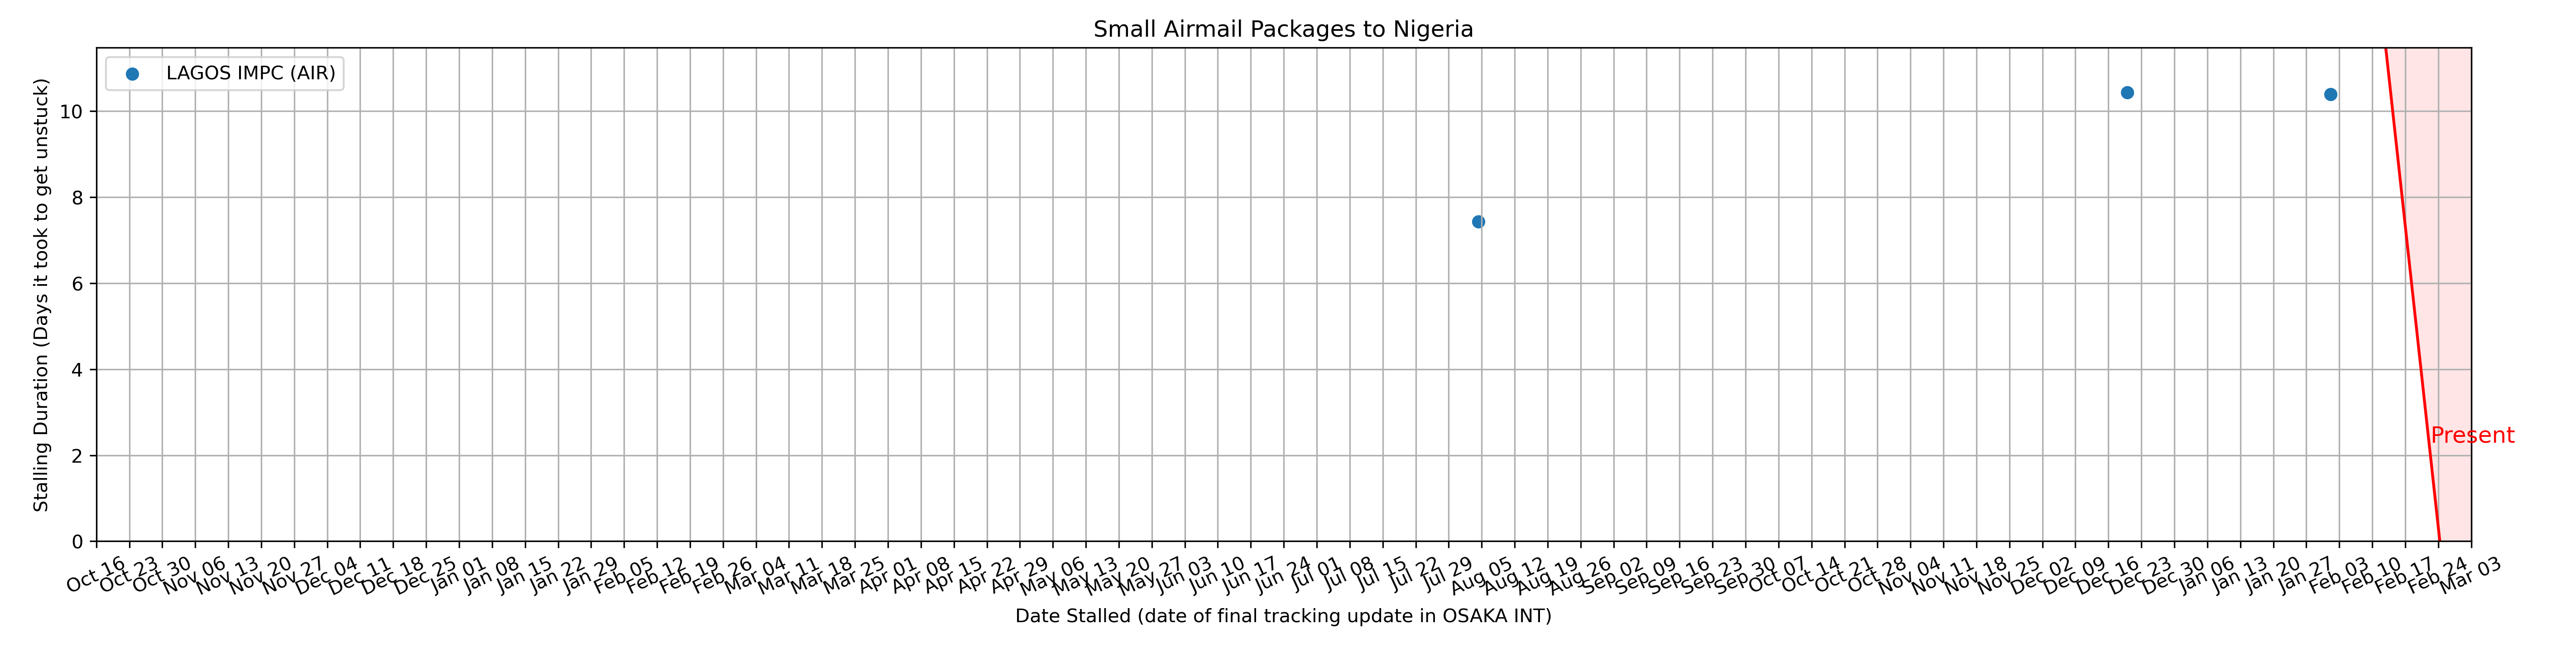 Small Airmail Packages to Nigeria
LAGOS IMPC (AIR)
Stalling Duration (Days it took to get unstuck)
10
8
6
4
2
0
Present
Oct 16 Oct 23 Oct 30 Nov 06 Nov 13 Nov 20 Nov 27 Dec 04 Dec 11 Dec 18 Dec 25 Jan 01 Jan 08 Jan 15 Jan 22 Jan 29 Feb 05 Feb 12 Feb 19 Feb 26 Mar 04 Mar 11 Mar 18 Mar 25 Apr 01 Apr 08 Apr 15 Apr 22 Apr 29 May 06 May 13 May 20 May 27 Jun 03 Jun 10 Jun 17 Jun 24 Jul 01 Jul 08 Jul 15 Jul 22 Jul 29 Aug 05 Aug 12 Aug 19 Aug 26 Sep 02 Sep 09 Sep 16 Sep 23 Sep 30 Oct 07 Oct 14 Oct 21 Oct 28 Nov 04 Nov 11 Nov 18 Nov 25 Dec 02 Dec 09 Dec 16 Dec 23 Dec 30 Jan 06 Jan 13 Jan 20 Jan 27 Feb 03 Feb 10 Feb 17 Feb 24 Mar 03
Date Stalled (date of final tracking update in OSAKA INT)